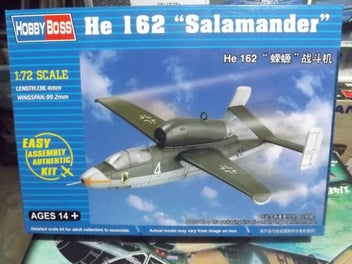 HOBBY BOSS
He 162 "Salamander"
He 162 "蝾螈" 战斗机
1:72 SCALE
LENGTH:136.4mm
WINGSPAN:99.2mm
EASY
ASSEMBLY
AUTHENTIC
KIT
4
AGES 14+
Detailed scale kit for adult collectors to assemble.
Actual model may vary from image on box.